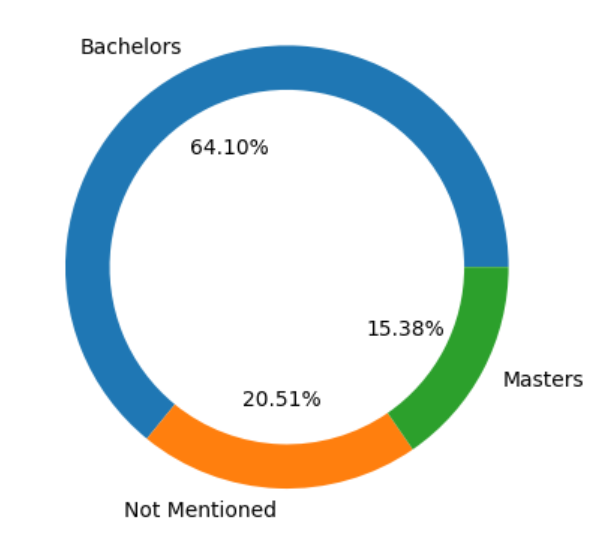 Bachelors
64.10%
15.38%
Masters
20.51%
Not Mentioned